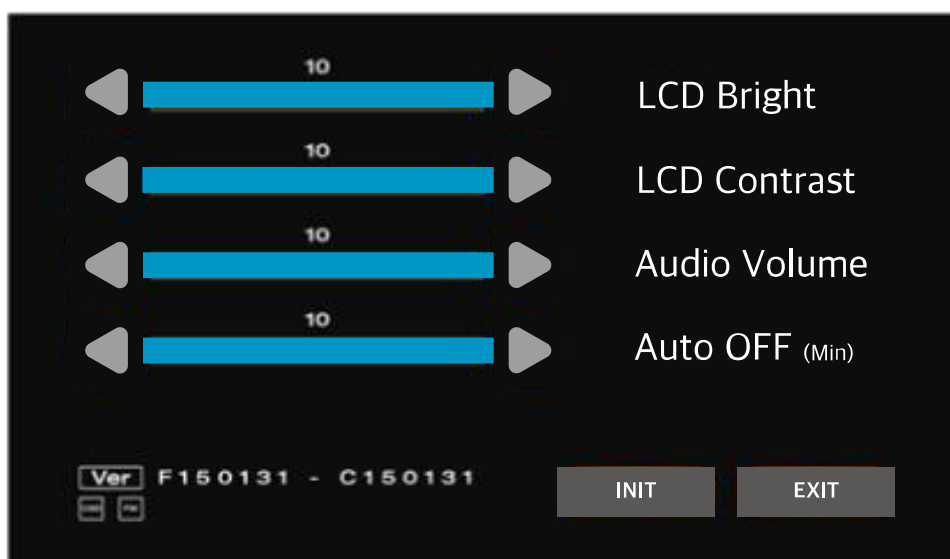 10
LCD Bright
10
LCD Contrast
10
Audio Volume
10
Auto OFF (Min)
Ver F150131 - C150131
INIT
EXIT